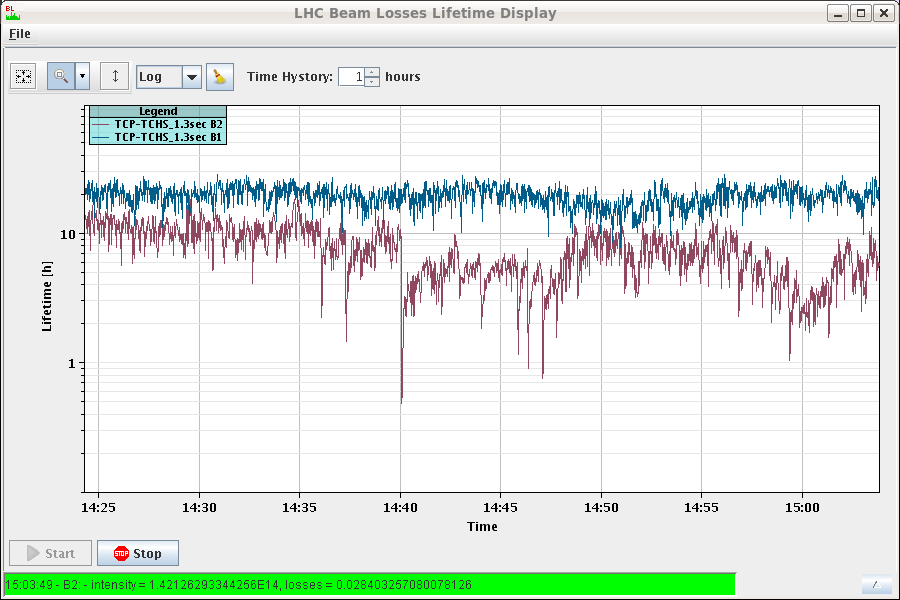 BL
LHC Beam Losses Lifetime Display
File
Log
Time Hystory: 1 hours
Legend
TCP-TCHS_1.3sec B2
TCP-TCHS_1.3sec B1
10
1
Lifetime [h]
14:25 14:30 14:35 14:40 14:45 14:50 14:55 15:00
Time
Start
STOP Stop
15:03:49 - B2: - intensity = 1.42126293344256E14, losses = 0.028403257080078126